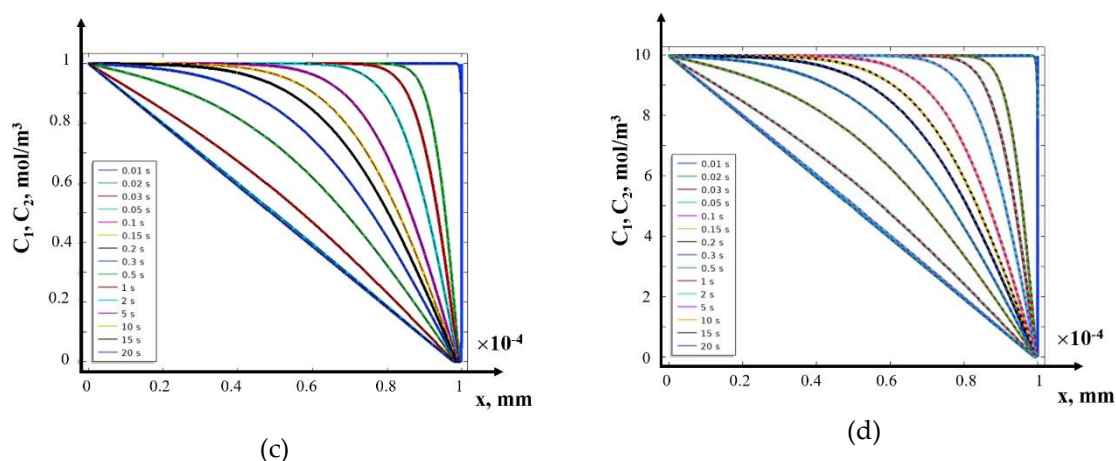 C₁, C₂, mol/m³
1
0.8
0.6
0.4
0.2
0
0.01 s
0.02 s
0.03 s
0.05 s
0.1 s
0.15 s
0.2 s
0.3 s
0.5 s
1 s
2 s
5 s
10 s
15 s
20 s
0
0.2
0.4
0.6
0.8
1
×10⁻⁴
x, mm
(c)
C₁, C₂, mol/m³
10
8
6
4
2
0
0.01 s
0.02 s
0.03 s
0.05 s
0.1 s
0.15 s
0.2 s
0.3 s
0.5 s
1 s
2 s
5 s
10 s
15 s
20 s
0
0.2
0.4
0.6
0.8
1
×10⁻⁴
x, mm
(d)